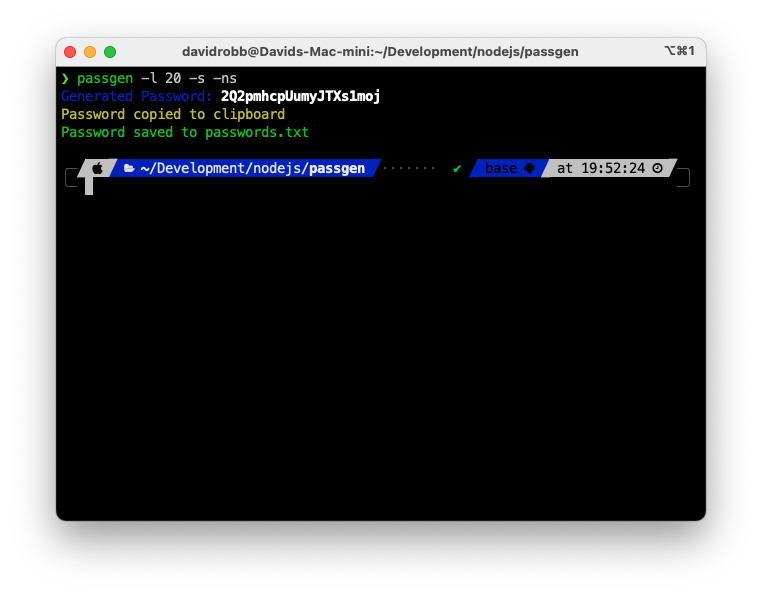 davidrobb@Davids-Mac-mini:~/Development/nodejs/passgen ⌥⌘1
❯ passgen -l 20 -s -ns
Generated Password: 2Q2pmhcpUumyJTXs1moj
Password copied to clipboard
Password saved to passwords.txt
~/Development/nodejs/passgen ······· ✔ base at 19:52:24